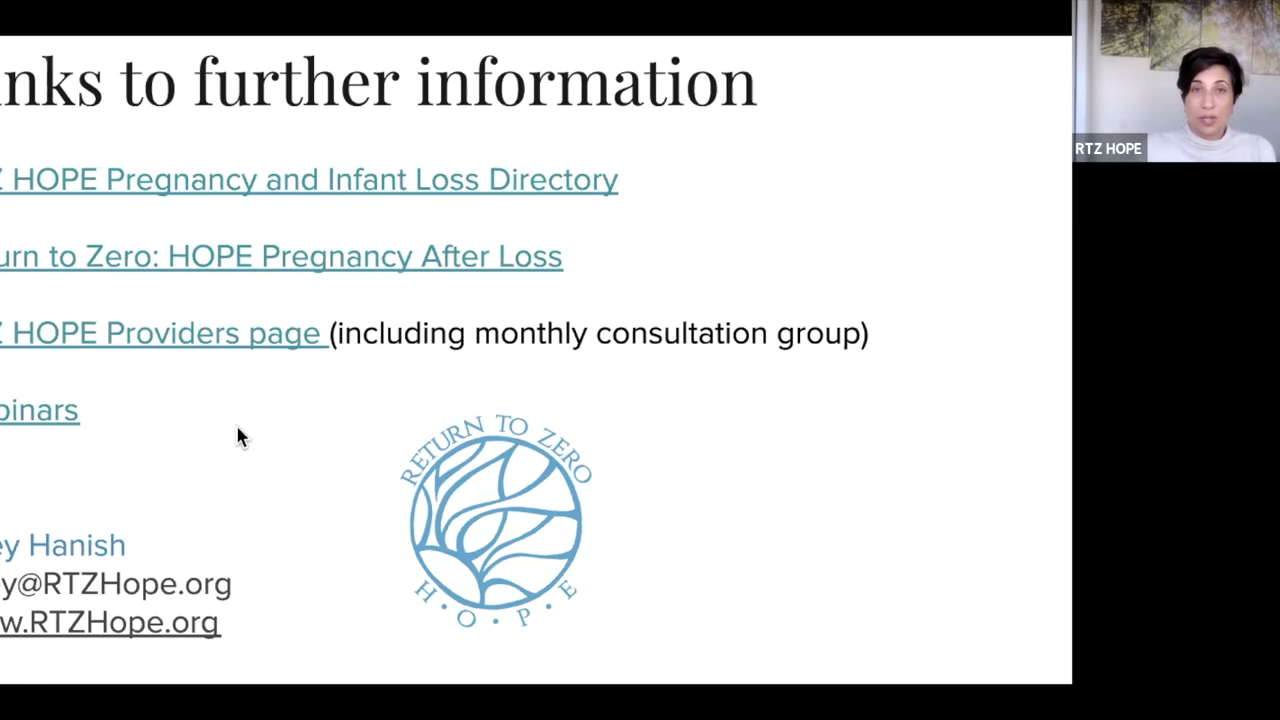 nks to further information
RTZ HOPE
Z HOPE Pregnancy and Infant Loss Directory
urn to Zero: HOPE Pregnancy After Loss
Z HOPE Providers page (including monthly consultation group)
binars
RETURN TO ZERO
H · O · P · E
ey Hanish
y@RTZHope.org
w.RTZHope.org